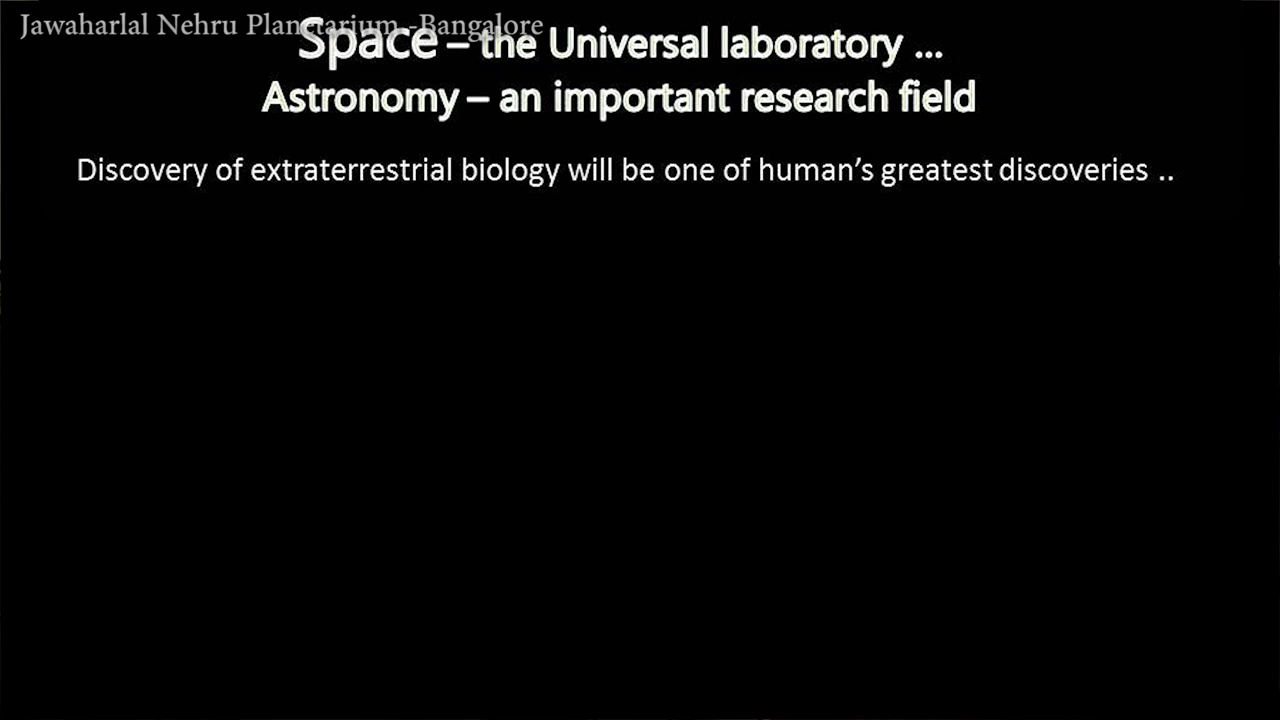 Jawaharlal Nehru Planetarium -Bangalore
Space – the Universal laboratory ...
Astronomy – an important research field
Discovery of extraterrestrial biology will be one of human’s greatest discoveries ..